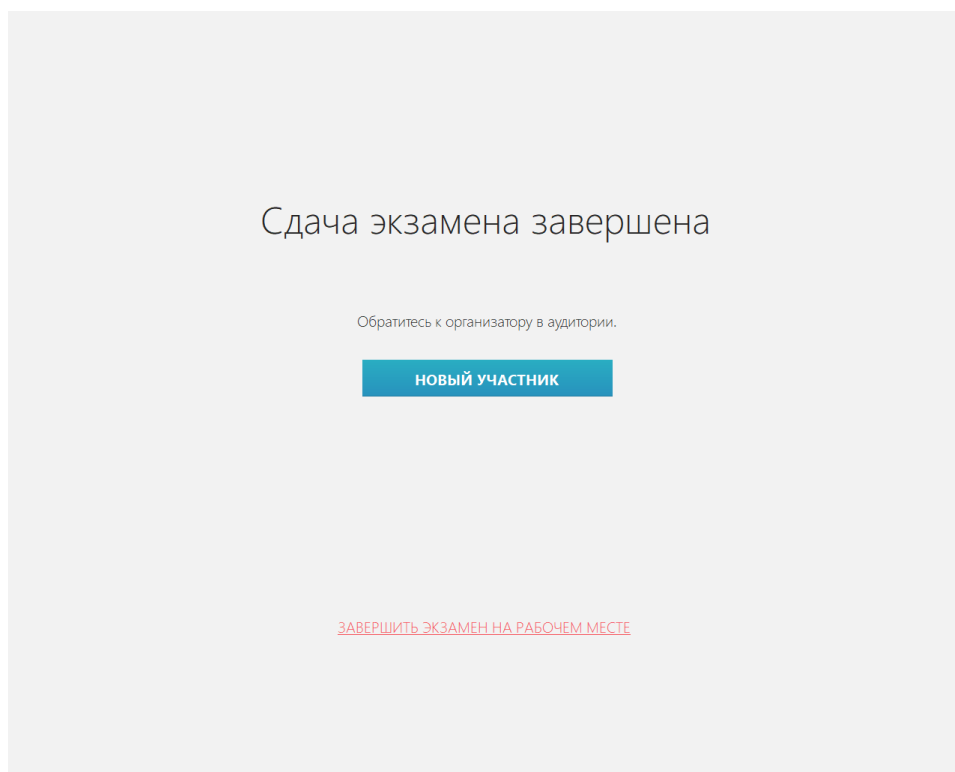 Сдача экзамена завершена
Обратитесь к организатору в аудитории.
НОВЫЙ УЧАСТНИК
ЗАВЕРШИТЬ ЭКЗАМЕН НА РАБОЧЕМ МЕСТЕ